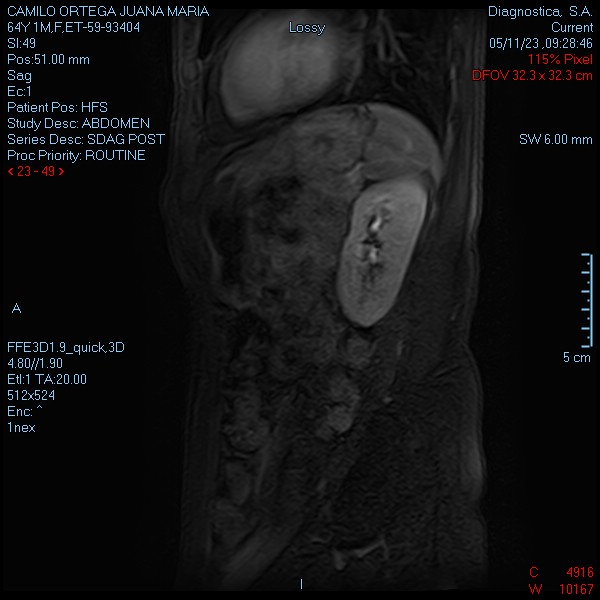 CAMILO ORTEGA JUANA MARIA
64Y 1M,F,ET-59-93404
SI:49
Pos:51.00 mm
Sag
Ec:1
Patient Pos: HFS
Study Desc: ABDOMEN
Series Desc: SDAG POST
Proc Priority: ROUTINE
< 23 - 49 >
Lossy
Diagnostica, S.A.
Current
05/11/23 ,09:28:46
115% Pixel
DFOV 32.3 x 32.3 cm
SW 6.00 mm
A
5 cm
FFE3D1.9_quick,3D
4.80//1.90
Etl:1 TA:20.00
512x524
Enc: ^
1nex
I
C 4916
W 10167